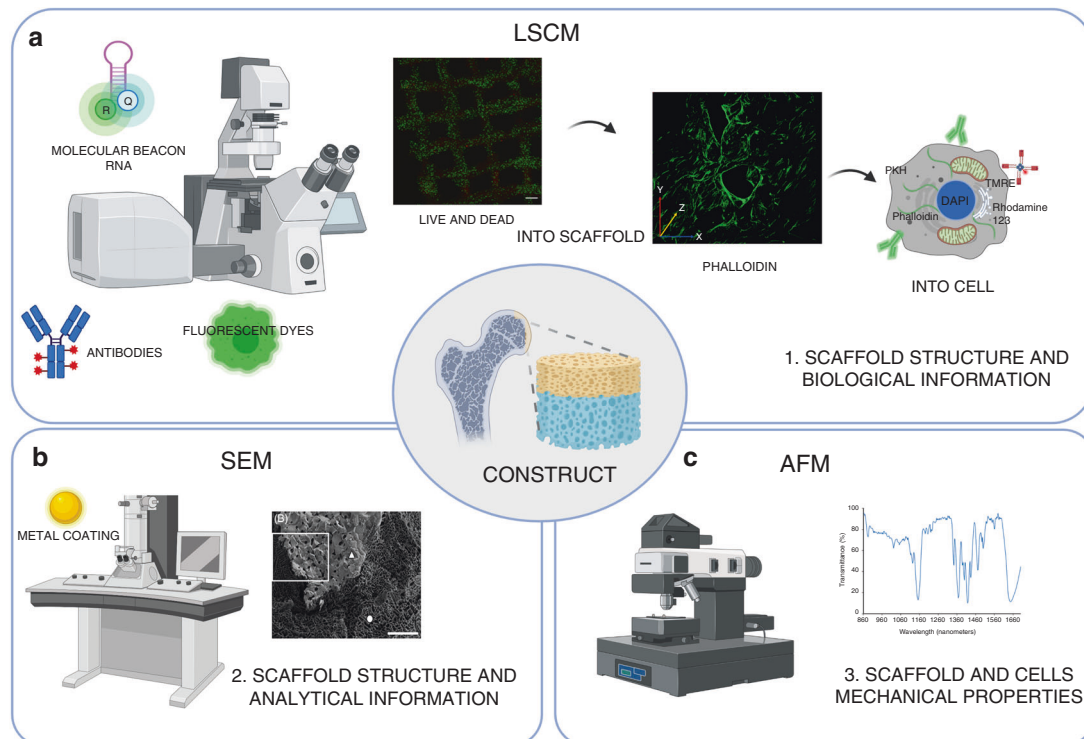 a
LSCM
R
Q
MOLECULAR BEACON
RNA
LIVE AND DEAD
INTO SCAFFOLD
Y
Z
X
PHALLOIDIN
PKH
TMRE
DAPI
Rhodamine
123
Phalloidin
INTO CELL
ANTIBODIES
FLUORESCENT DYES
1. SCAFFOLD STRUCTURE AND
BIOLOGICAL INFORMATION
CONSTRUCT
b
SEM
METAL COATING
(B)
2. SCAFFOLD STRUCTURE AND
ANALYTICAL INFORMATION
c
AFM
Transmittance (%)
100
80
60
40
20
0
860 960 1060 1160 1260 1360 1460 1560 1660
Wavelength (nanometers)
3. SCAFFOLD AND CELLS
MECHANICAL PROPERTIES